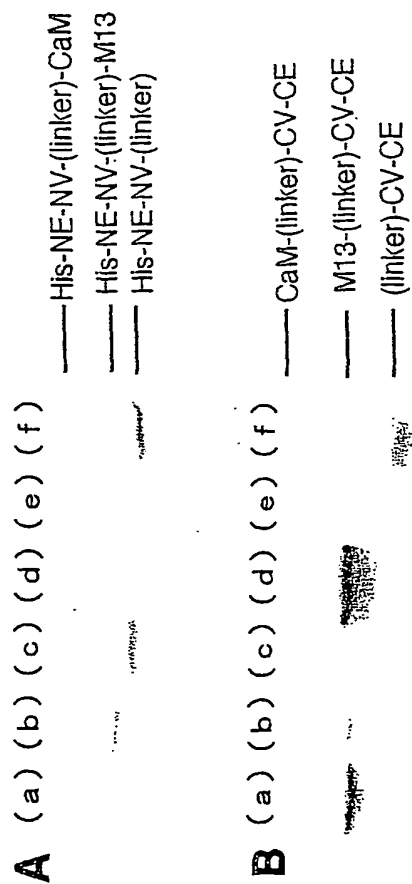 A
(a) (b) (c) (d) (e) (f)
His-NE-NV-(linker)-CaM
His-NE-NV-(linker)-M13
His-NE-NV-(linker)
B
(a) (b) (c) (d) (e) (f)
CaM-(linker)-CV-CE
M13-(linker)-CV-CE
(linker)-CV-CE